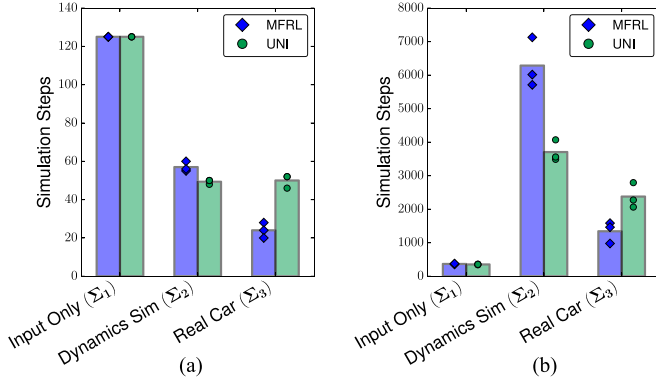 140
120
100
80
60
40
20
0
Simulation Steps
MFRL
UNI
Input Only (Σ₁)
Dynamics Sim (Σ₂)
Real Car (Σ₃)
(a)
8000
7000
6000
5000
4000
3000
2000
1000
0
Simulation Steps
MFRL
UNI
Input Only (Σ₁)
Dynamics Sim (Σ₂)
Real Car (Σ₃)
(b)